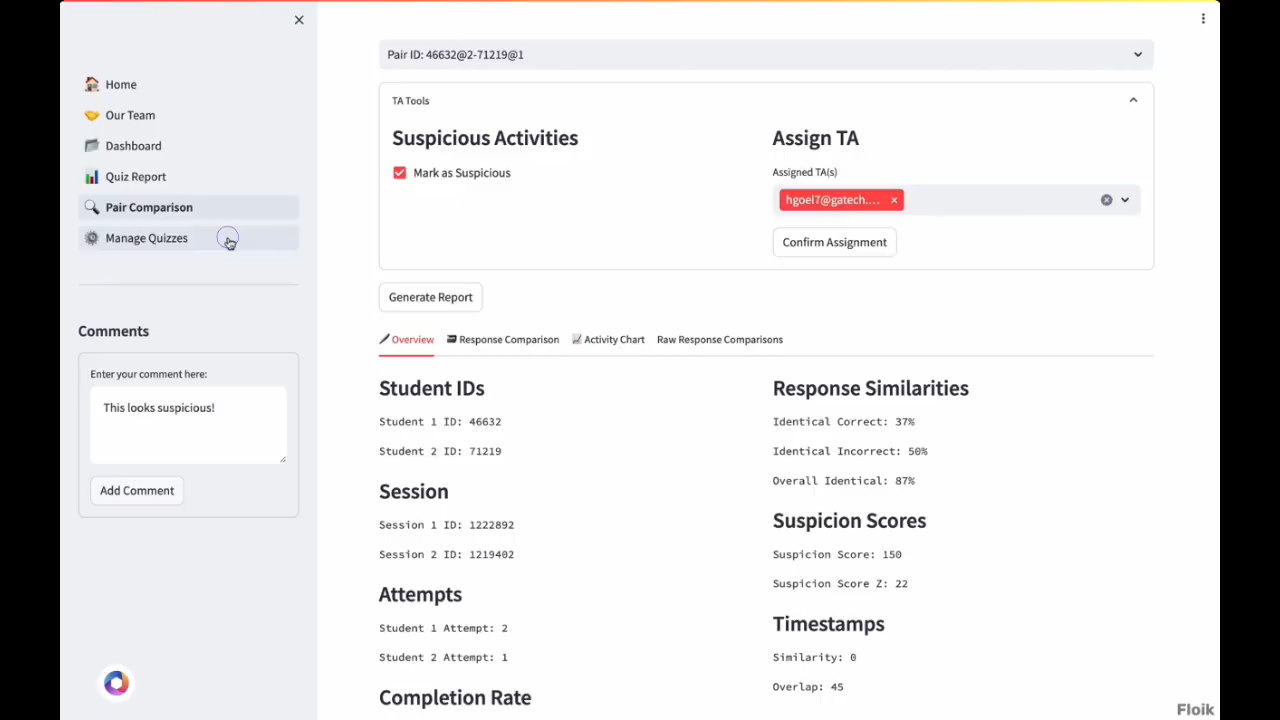 Home
Our Team
Dashboard
Quiz Report
Pair Comparison
Manage Quizzes
Comments
Enter your comment here:
This looks suspicious!
Add Comment
Pair ID: 46632@2-71219@1
TA Tools
Suspicious Activities
Mark as Suspicious
Assign TA
Assigned TA(s)
hgoel7@gatech....
Confirm Assignment
Generate Report
Overview Response Comparison Activity Chart Raw Response Comparisons
Student IDs
Student 1 ID: 46632
Student 2 ID: 71219
Session
Session 1 ID: 1222892
Session 2 ID: 1219402
Attempts
Student 1 Attempt: 2
Student 2 Attempt: 1
Completion Rate
Response Similarities
Identical Correct: 37%
Identical Incorrect: 50%
Overall Identical: 87%
Suspicion Scores
Suspicion Score: 150
Suspicion Score Z: 22
Timestamps
Similarity: 0
Overlap: 45
Floik